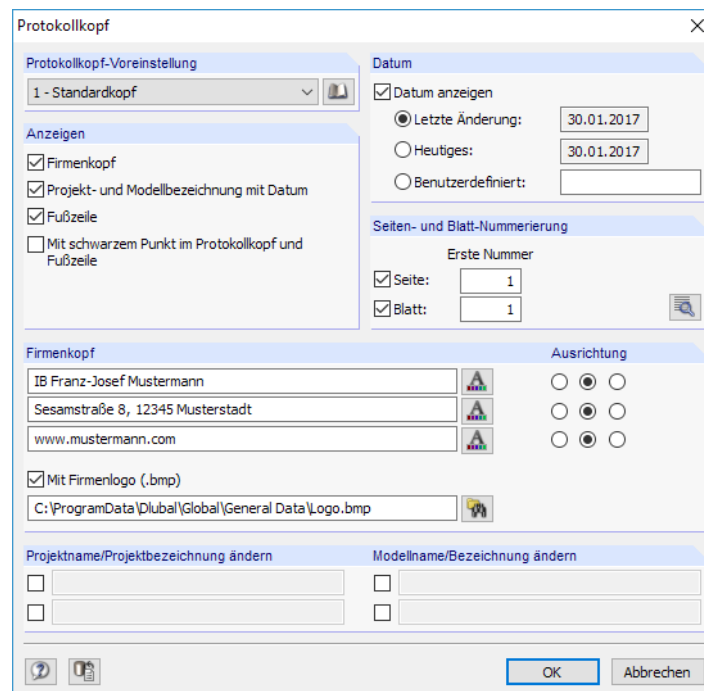 Protokollkopf
Protokollkopf-Voreinstellung
1 - Standardkopf
Anzeigen
Firmenkopf
Projekt- und Modellbezeichnung mit Datum
Fußzeile
Mit schwarzem Punkt im Protokollkopf und
Fußzeile
Datum
Datum anzeigen
Letzte Änderung: 30.01.2017
Heutiges: 30.01.2017
Benutzerdefiniert:
Seiten- und Blatt-Nummerierung
Erste Nummer
Seite: 1
Blatt: 1
Firmenkopf Ausrichtung
IB Franz-Josef Mustermann
Sesamstraße 8, 12345 Musterstadt
www.mustermann.com
Mit Firmenlogo (.bmp)
C:\ProgramData\Dlubal\Global\General Data\Logo.bmp
Projektname/Projektbezeichnung ändern
Modellname/Bezeichnung ändern
OK Abbrechen